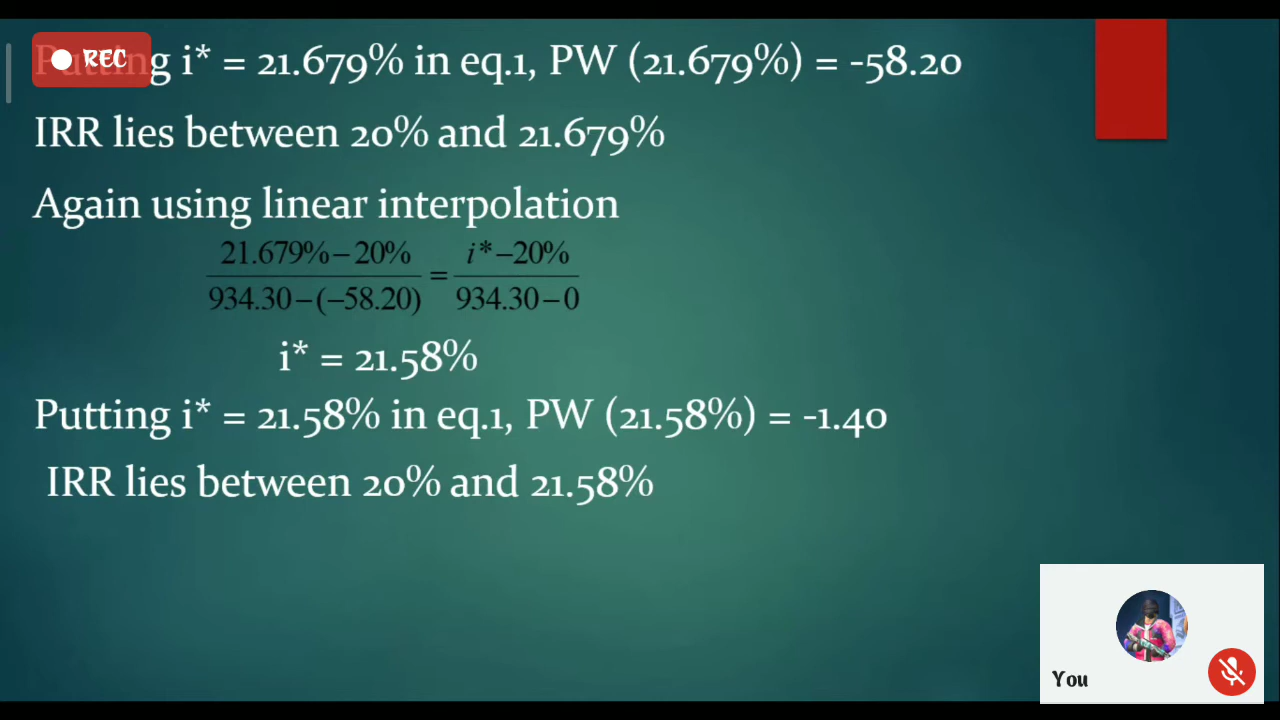 REC
Putting i* = 21.679% in eq.1, PW (21.679%) = -58.20
IRR lies between 20% and 21.679%
Again using linear interpolation
21.679% – 20% / 934.30 – (–58.20) = i* – 20% / 934.30 – 0
i* = 21.58%
Putting i* = 21.58% in eq.1, PW (21.58%) = -1.40
IRR lies between 20% and 21.58%
You